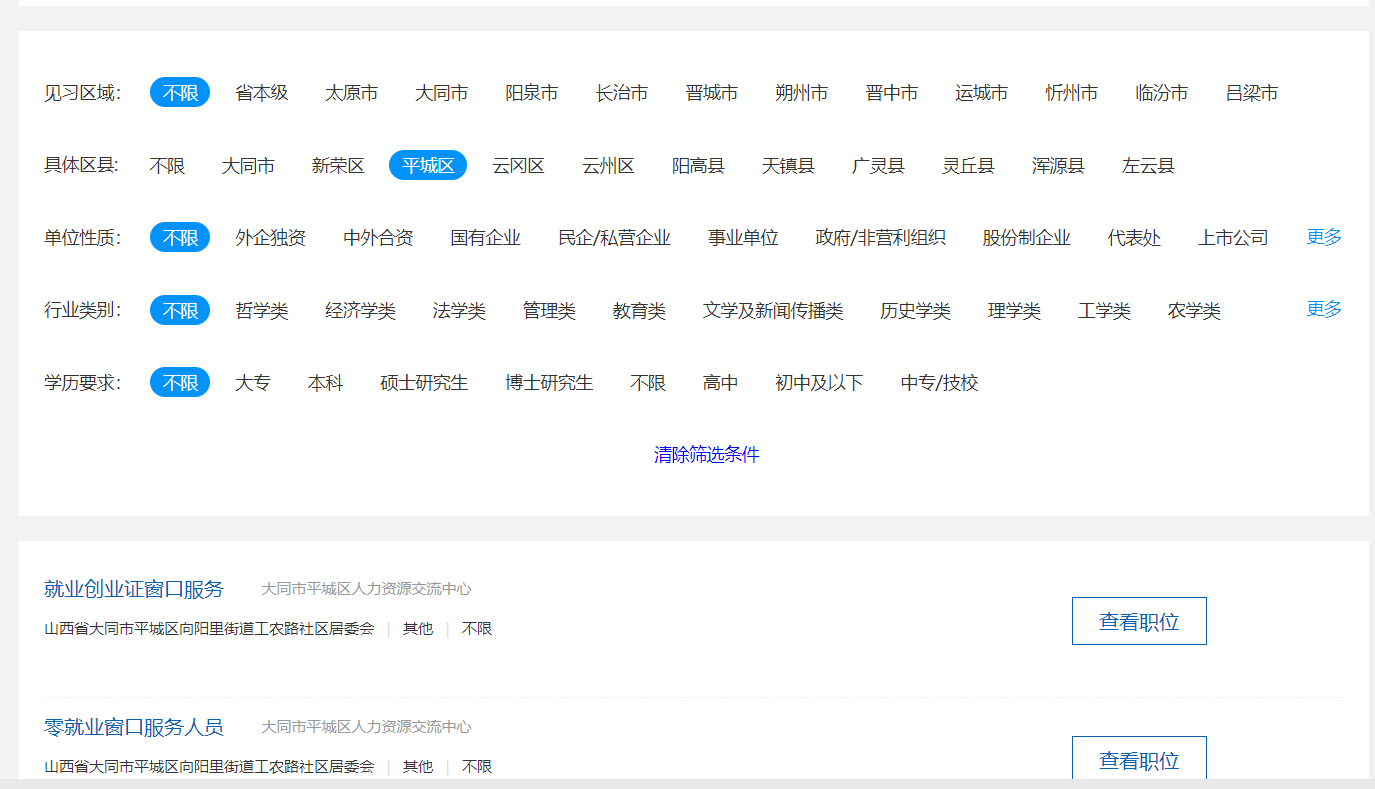 见习区域： 不限 省本级 太原市 大同市 阳泉市 长治市 晋城市 朔州市 晋中市 运城市 忻州市 临汾市 吕梁市
具体区县: 不限 大同市 新荣区 平城区 云冈区 云州区 阳高县 天镇县 广灵县 灵丘县 浑源县 左云县
单位性质： 不限 外企独资 中外合资 国有企业 民企/私营企业 事业单位 政府/非营利组织 股份制企业 代表处 上市公司 更多
行业类别： 不限 哲学类 经济学类 法学类 管理类 教育类 文学及新闻传播类 历史学类 理学类 工学类 农学类 更多
学历要求： 不限 大专 本科 硕士研究生 博士研究生 不限 高中 初中及以下 中专/技校
清除筛选条件
就业创业证窗口服务 大同市平城区人力资源交流中心
山西省大同市平城区向阳里街道工农路社区居委会 | 其他 | 不限
查看职位
零就业窗口服务人员 大同市平城区人力资源交流中心
山西省大同市平城区向阳里街道工农路社区居委会 | 其他 | 不限
查看职位